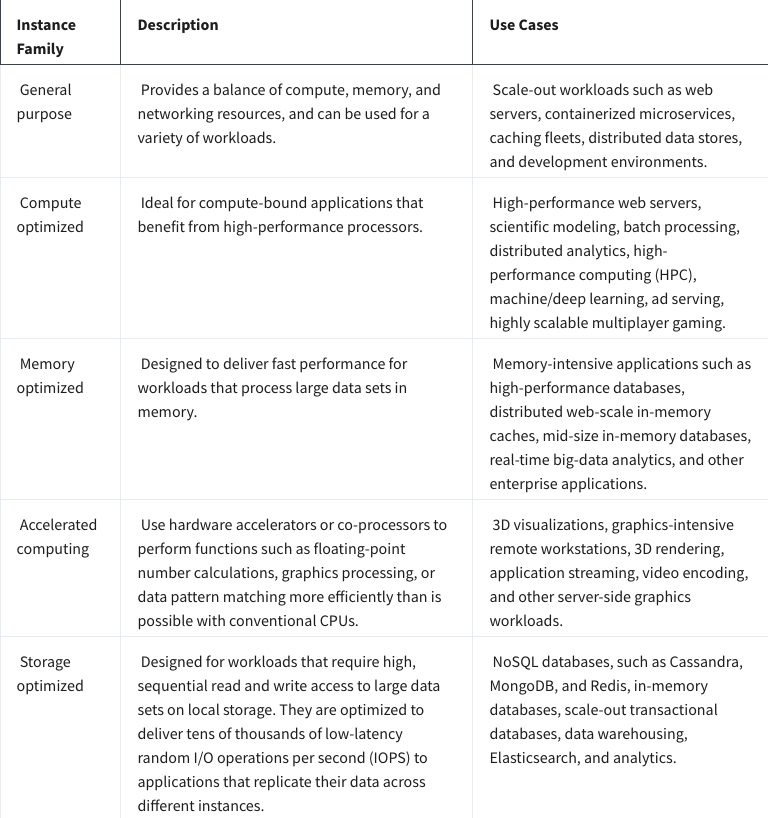 Instance Family
Description
Use Cases
General purpose
Provides a balance of compute, memory, and
networking resources, and can be used for a
variety of workloads.
Scale-out workloads such as web
servers, containerized microservices,
caching fleets, distributed data stores,
and development environments.
Compute
optimized
Ideal for compute-bound applications that
benefit from high-performance processors.
High-performance web servers,
scientific modeling, batch processing,
distributed analytics, high-
performance computing (HPC),
machine/deep learning, ad serving,
highly scalable multiplayer gaming.
Memory
optimized
Designed to deliver fast performance for
workloads that process large data sets in
memory.
Memory-intensive applications such as
high-performance databases,
distributed web-scale in-memory
caches, mid-size in-memory databases,
real-time big-data analytics, and other
enterprise applications.
Accelerated
computing
Use hardware accelerators or co-processors to
perform functions such as floating-point
number calculations, graphics processing, or
data pattern matching more efficiently than is
possible with conventional CPUs.
3D visualizations, graphics-intensive
remote workstations, 3D rendering,
application streaming, video encoding,
and other server-side graphics
workloads.
Storage
optimized
Designed for workloads that require high,
sequential read and write access to large data
sets on local storage. They are optimized to
deliver tens of thousands of low-latency
random I/O operations per second (IOPS) to
applications that replicate their data across
different instances.
NoSQL databases, such as Cassandra,
MongoDB, and Redis, in-memory
databases, scale-out transactional
databases, data warehousing,
Elasticsearch, and analytics.